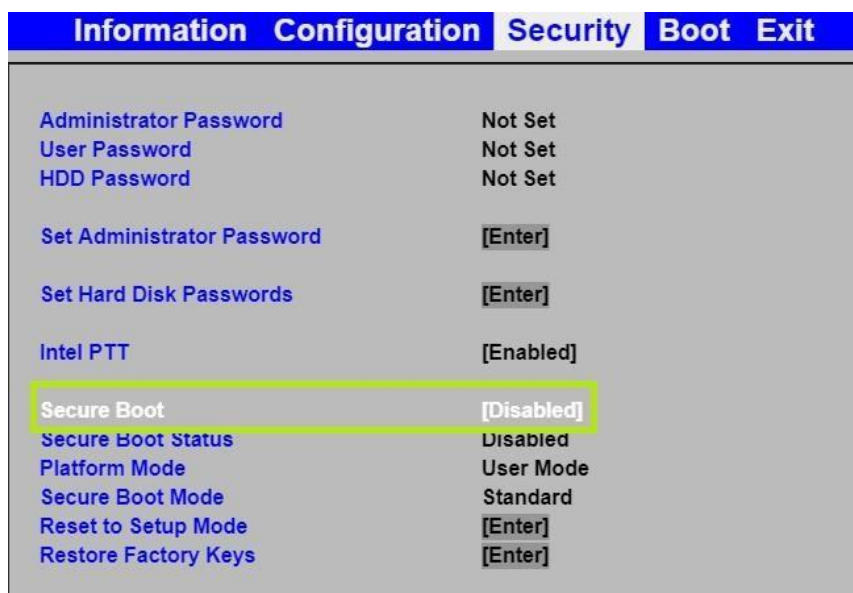 Information Configuration Security Boot Exit
Administrator Password Not Set
User Password Not Set
HDD Password Not Set
Set Administrator Password [Enter]
Set Hard Disk Passwords [Enter]
Intel PTT [Enabled]
Secure Boot [Disabled]
Secure Boot Status Disabled
Platform Mode User Mode
Secure Boot Mode Standard
Reset to Setup Mode [Enter]
Restore Factory Keys [Enter]